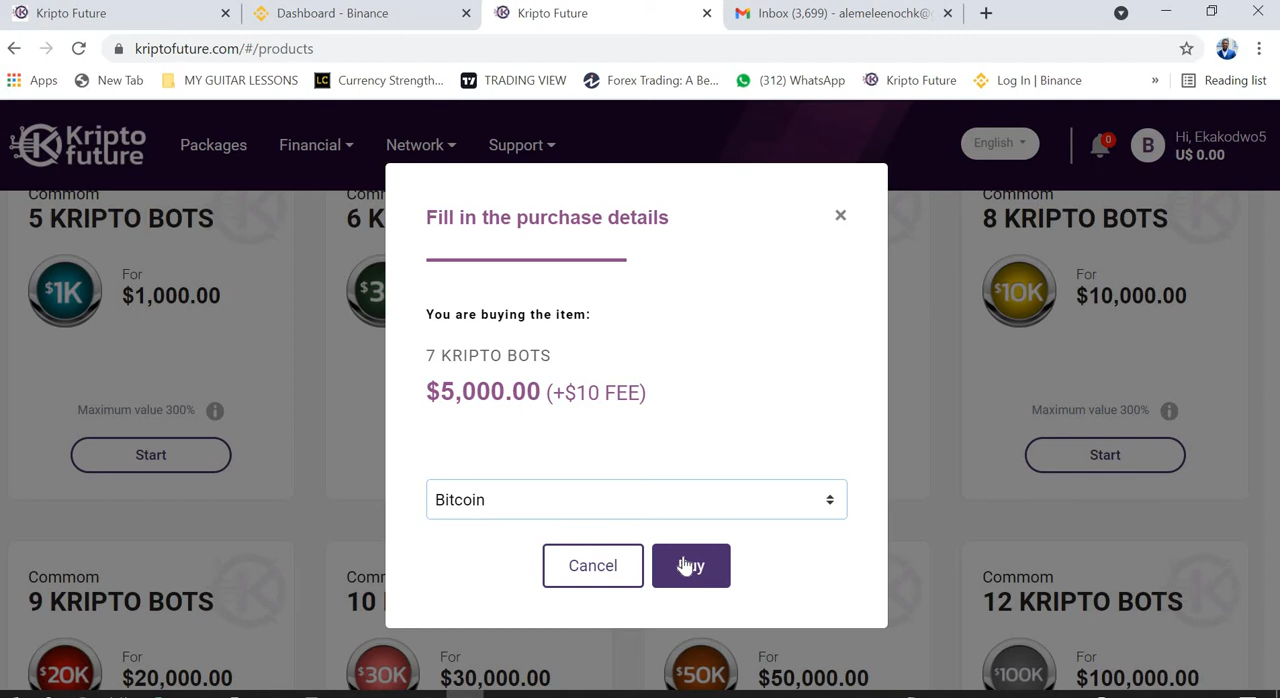 Kripto Future
Dashboard - Binance
Kripto Future
Inbox (3,699) - alemeleenochk@
kriptofuture.com/#/products
Apps
New Tab
MY GUITAR LESSONS
LC
Currency Strength...
TRADING VIEW
Forex Trading: A Be...
(312) WhatsApp
Kripto Future
Log In | Binance
»
Reading list
Kripto
future
Packages
Financial
Network
Support
English
0
B
Hi, Ekakodwo5
U$ 0.00
Commom
5 KRIPTO BOTS
$1K
For
$1,000.00
Maximum value 300%
Start
6 K
$3
Fill in the purchase details
×
You are buying the item:
7 KRIPTO BOTS
$5,000.00 (+$10 FEE)
Bitcoin
Cancel
Commom
8 KRIPTO BOTS
$10K
For
$10,000.00
Maximum value 300%
Start
Commom
9 KRIPTO BOTS
$20K
For
$20,000.00
Comm
10
$30K
For
$30,000.00
$50K
For
$50,000.00
Commom
12 KRIPTO BOTS
$100K
For
$100,000.00